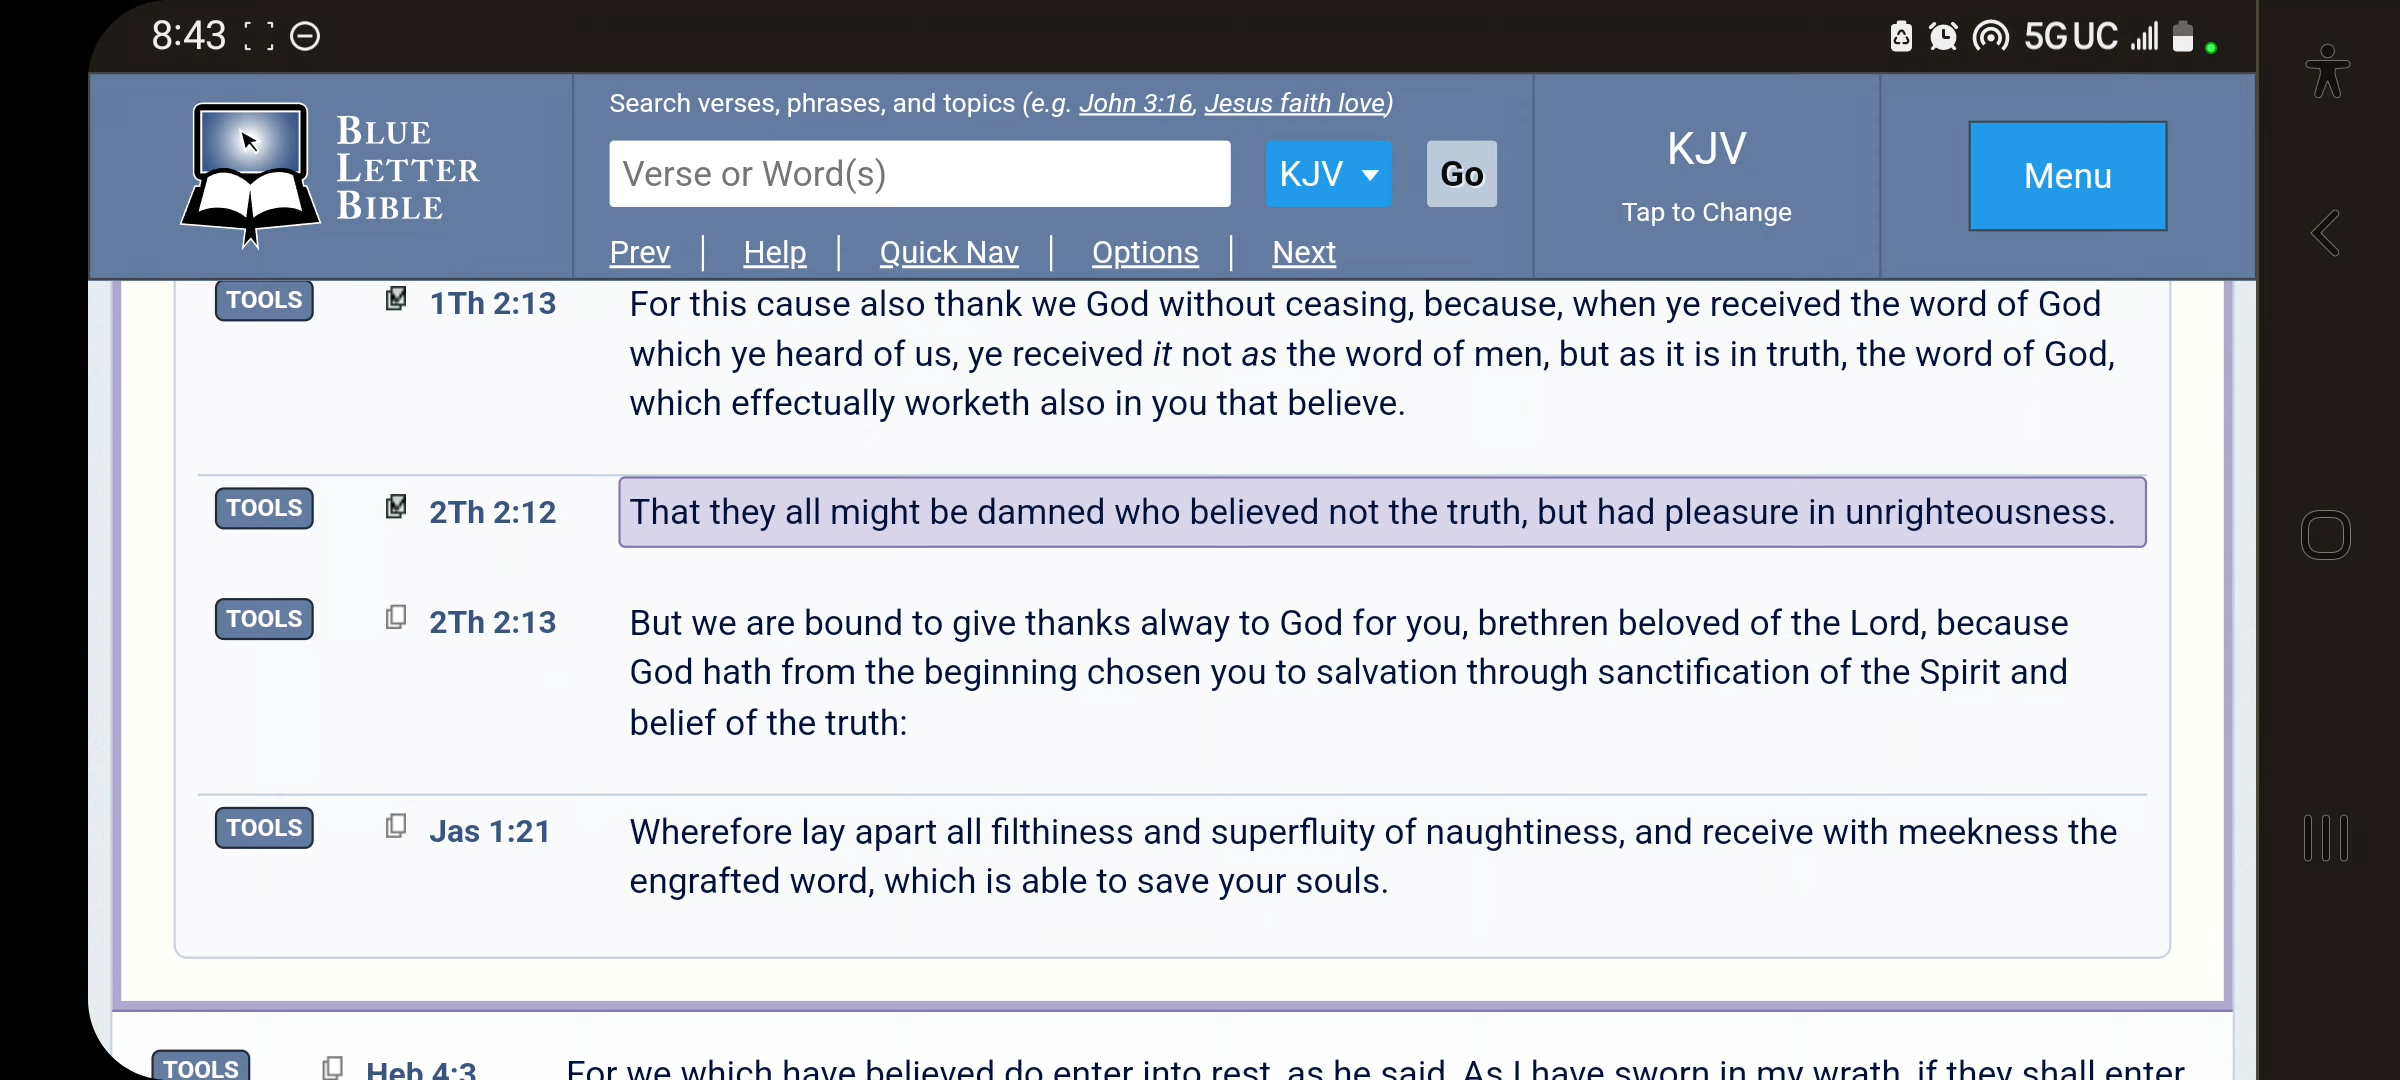 8:43
5G UC
BLUE
LETTER
BIBLE
Search verses, phrases, and topics (e.g. John 3:16, Jesus faith love)
Verse or Word(s)
KJV
Go
Prev | Help | Quick Nav | Options | Next
KJV
Tap to Change
Menu
TOOLS 1Th 2:13 For this cause also thank we God without ceasing, because, when ye received the word of God
which ye heard of us, ye received it not as the word of men, but as it is in truth, the word of God,
which effectually worketh also in you that believe.
TOOLS 2Th 2:12 That they all might be damned who believed not the truth, but had pleasure in unrighteousness.
TOOLS 2Th 2:13 But we are bound to give thanks alway to God for you, brethren beloved of the Lord, because
God hath from the beginning chosen you to salvation through sanctification of the Spirit and
belief of the truth:
TOOLS Jas 1:21 Wherefore lay apart all filthiness and superfluity of naughtiness, and receive with meekness the
engrafted word, which is able to save your souls.
TOOLS Heb 4:3 For we which have believed do enter into rest, as he said, As I have sworn in my wrath, if they shall enter